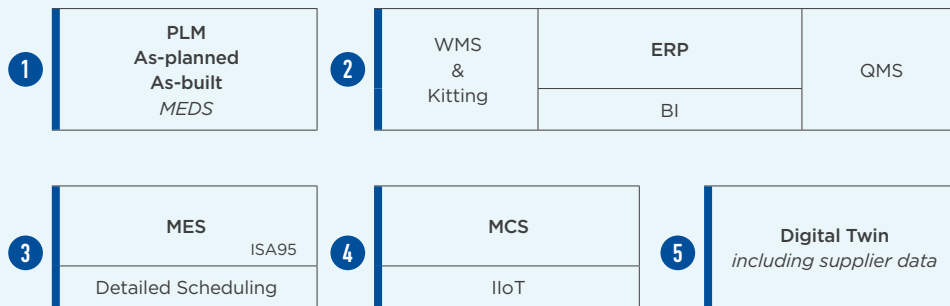 1
PLM
As-planned
As-built
MEDS
2
WMS
&
Kitting
ERP
BI
QMS
3
MES
ISA95
Detailed Scheduling
4
MCS
IIoT
5
Digital Twin
including supplier data